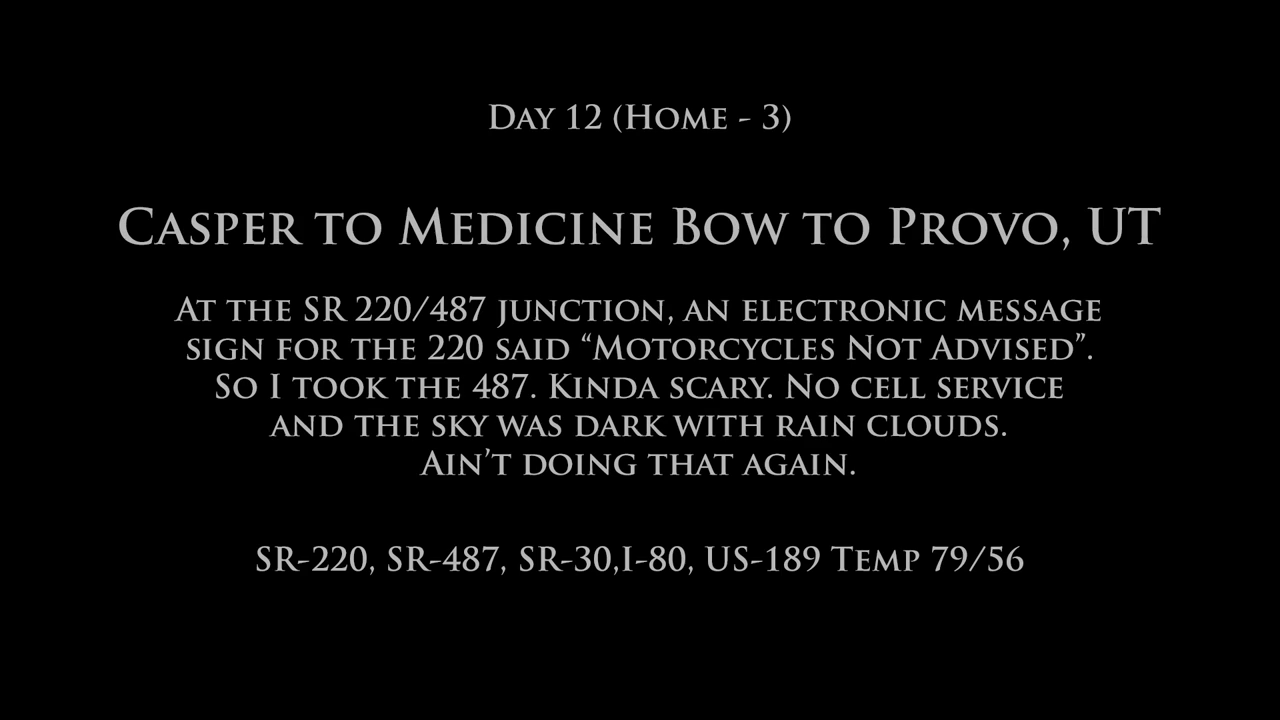 Day 12 (Home - 3)
Casper to Medicine Bow to Provo, UT
At the SR 220/487 junction, an electronic message
sign for the 220 said “Motorcycles Not Advised”.
So I took the 487. Kinda scary. No cell service
and the sky was dark with rain clouds.
Ain’t doing that again.
SR-220, SR-487, SR-30,I-80, US-189 Temp 79/56